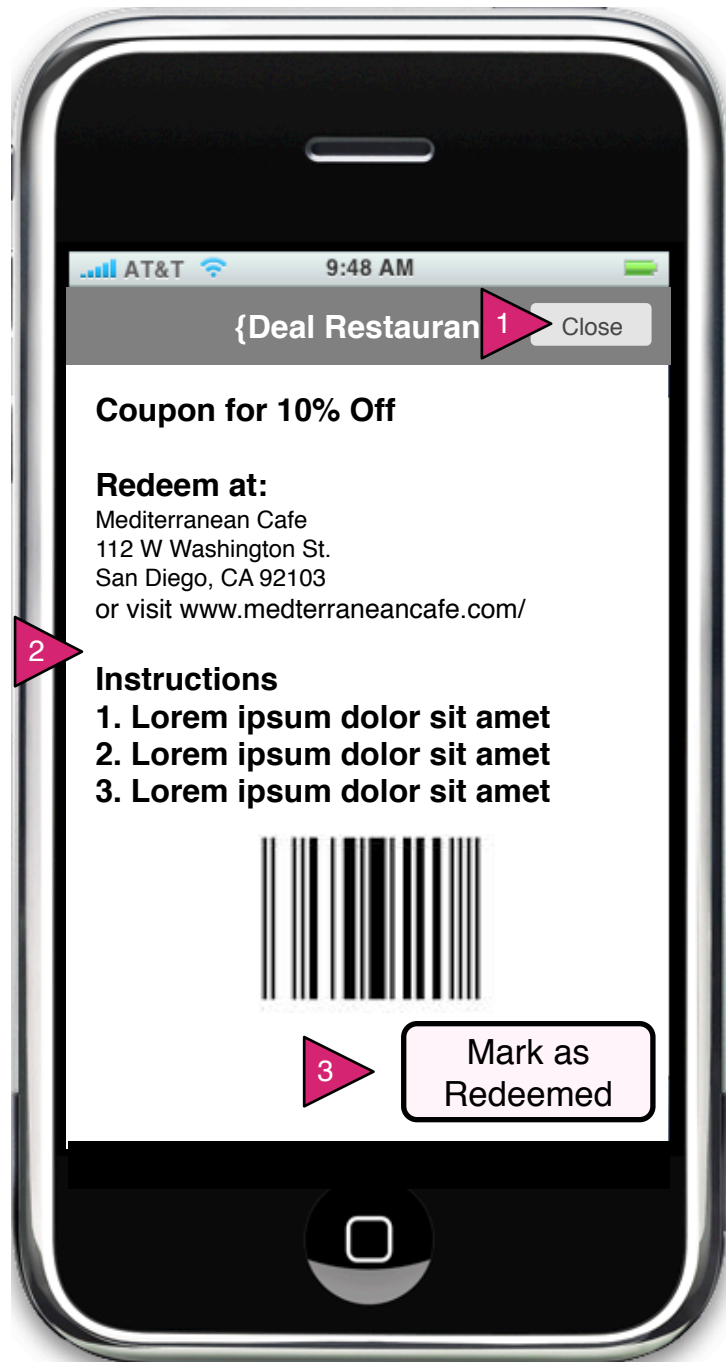 AT&T 9:48 AM
{Deal Restauran 1 Close
Coupon for 10% Off
Redeem at:
Mediterranean Cafe
112 W Washington St.
San Diego, CA 92103
or visit www.medterraneancafe.com/
2
Instructions
1. Lorem ipsum dolor sit amet
2. Lorem ipsum dolor sit amet
3. Lorem ipsum dolor sit amet
3
Mark as
Redeemed